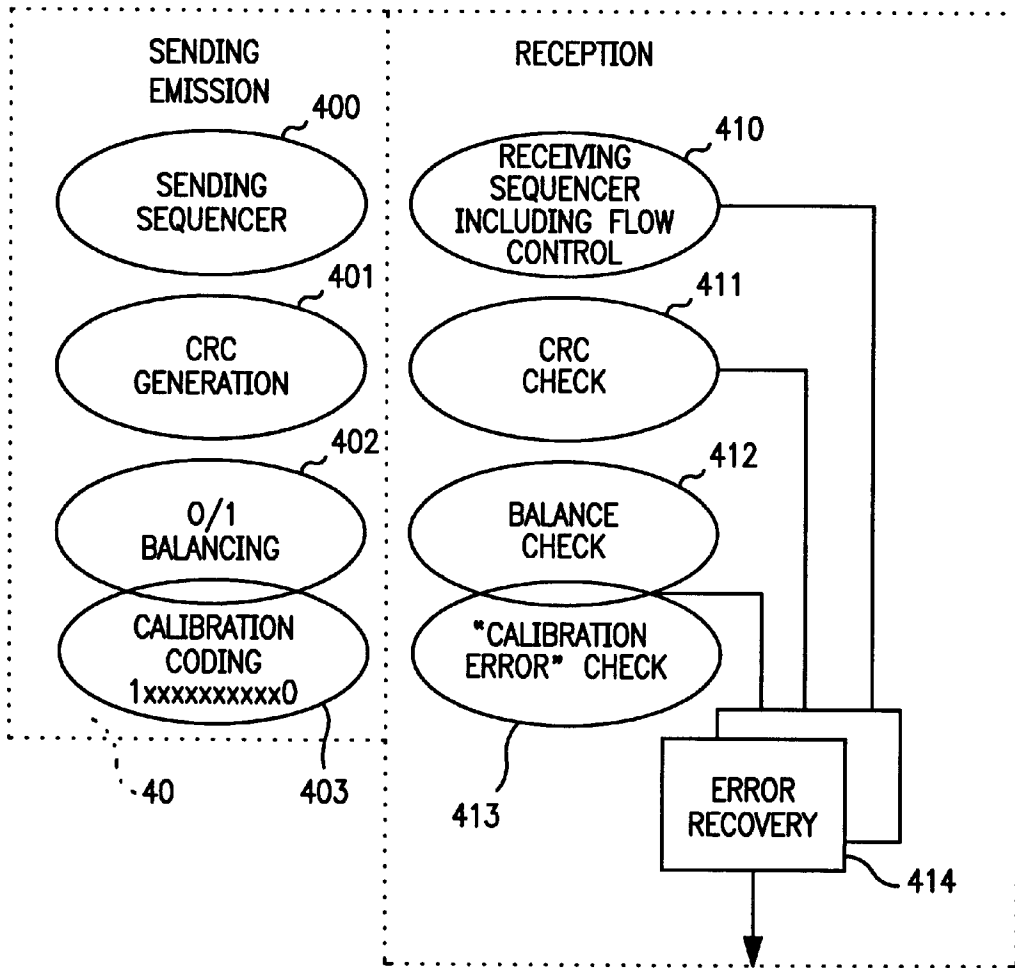 SENDING
EMISSION
400
SENDING
SEQUENCER
401
CRC
GENERATION
402
0/1
BALANCING
CALIBRATION
CODING
1xxxxxxxxxx0
40
403
RECEPTION
410
RECEIVING
SEQUENCER
INCLUDING FLOW
CONTROL
411
CRC
CHECK
412
BALANCE
CHECK
"CALIBRATION
ERROR" CHECK
413
ERROR
RECOVERY
414